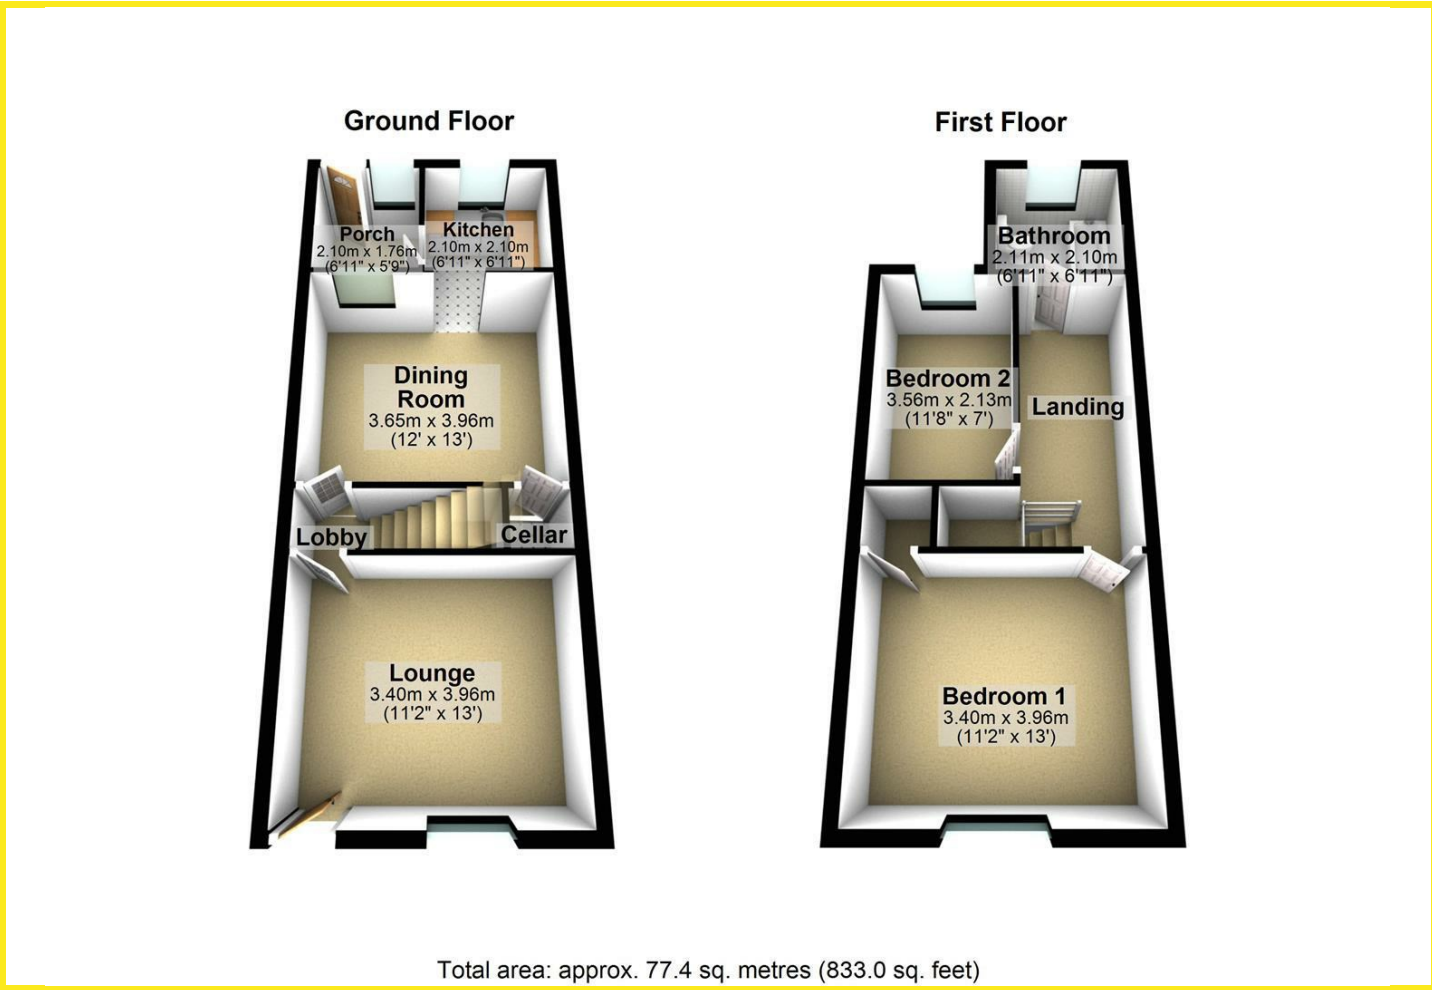 Ground Floor
Porch
2.10m x 1.76m
(6'11" x 5'9")
Kitchen
2.10m x 2.10m
(6'11" x 6'11")
Dining
Room
3.65m x 3.96m
(12' x 13')
Lobby
Cellar
Lounge
3.40m x 3.96m
(11'2" x 13')
First Floor
Bathroom
2.11m x 2.10m
(6'11" x 6'11")
Bedroom 2
3.56m x 2.13m
(11'8" x 7')
Landing
Bedroom 1
3.40m x 3.96m
(11'2" x 13')
Total area: approx. 77.4 sq. metres (833.0 sq. feet)